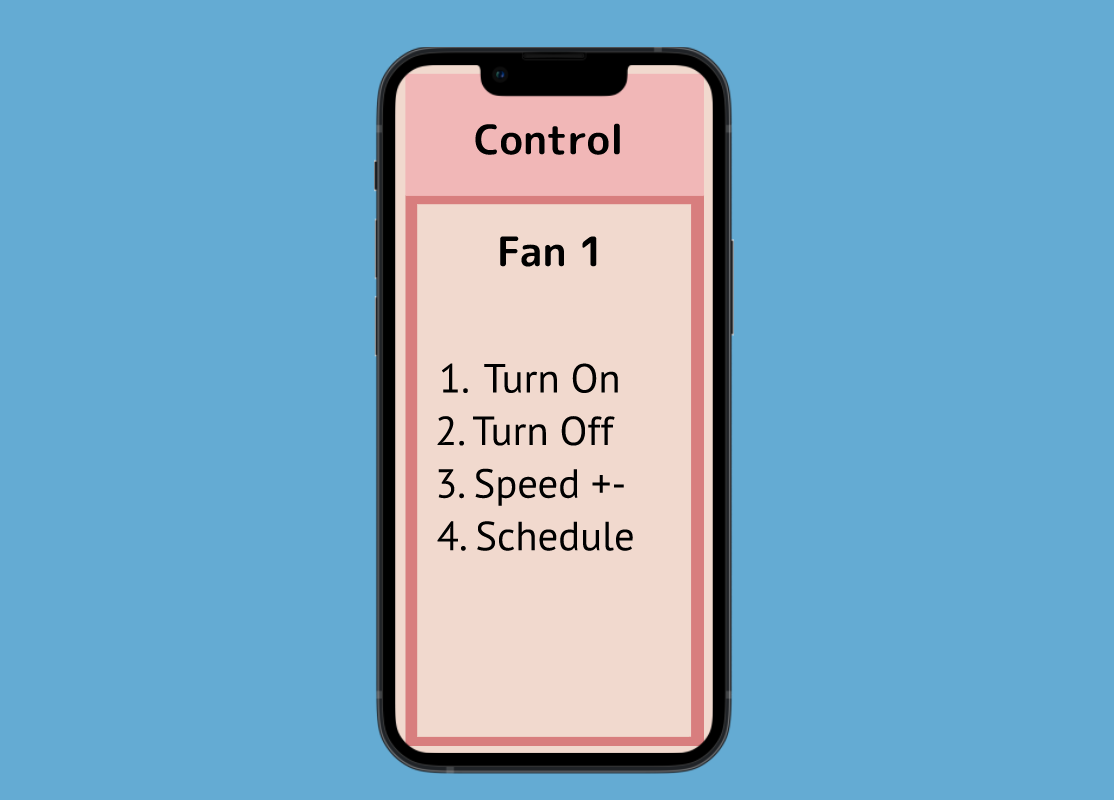 Control
Fan 1
1. Turn On
2. Turn Off
3. Speed +-
4. Schedule